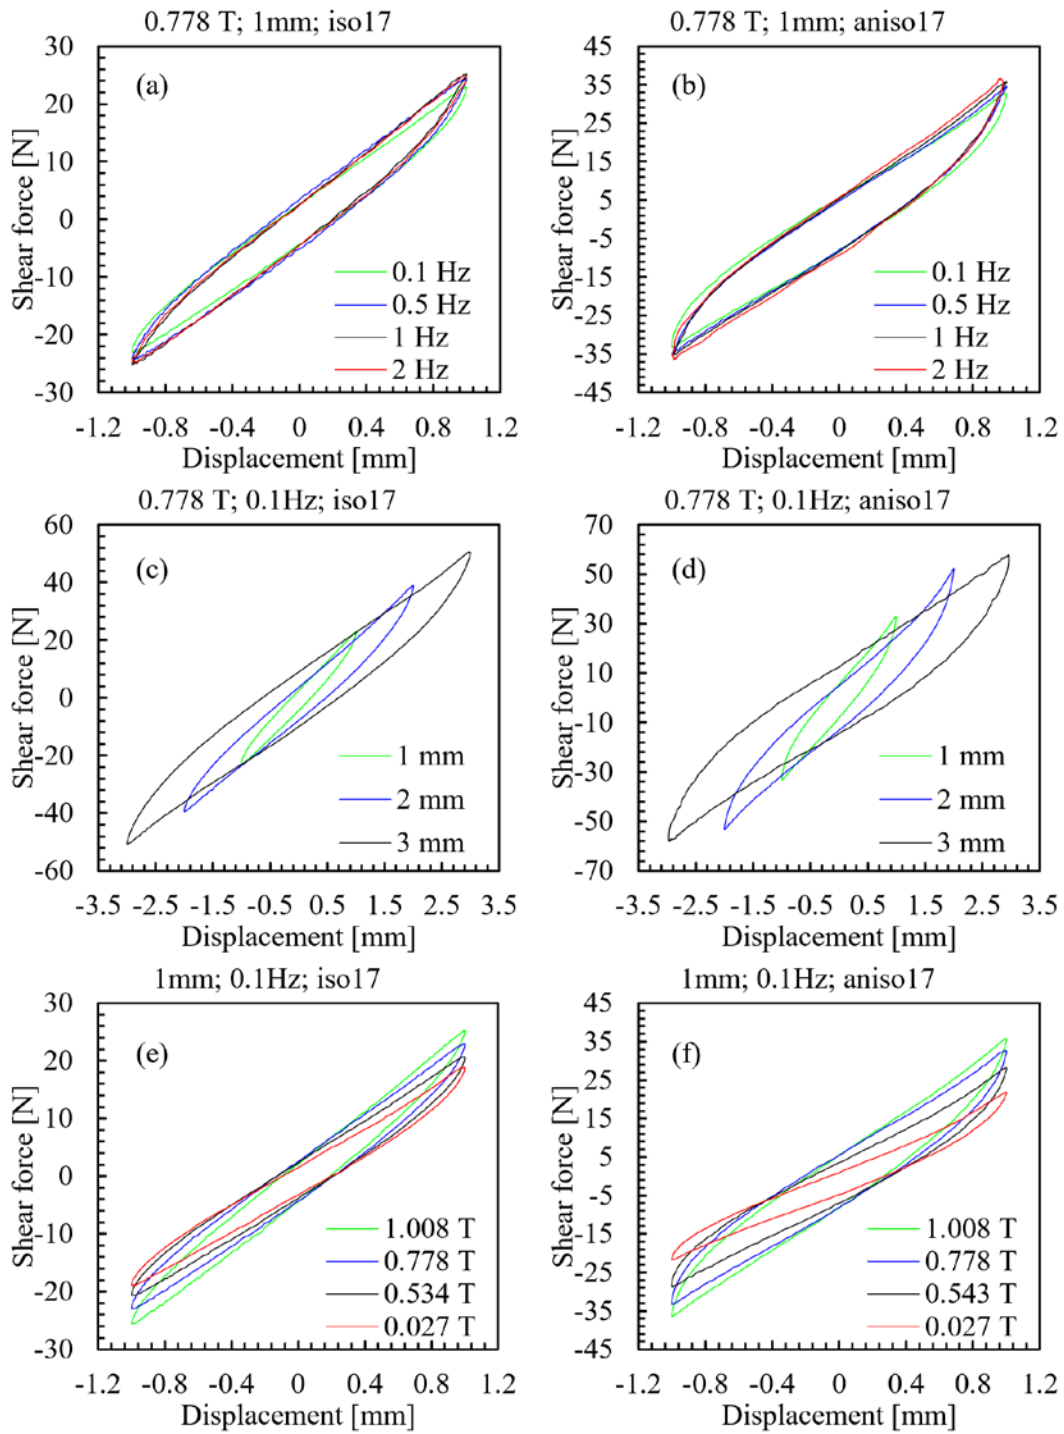 0.778 T; 1mm; iso17
30
20
10
0
-10
-20
-30
Shear force [N]
(a)
0.1 Hz
0.5 Hz
1 Hz
2 Hz
-1.2 -0.8 -0.4 0 0.4 0.8 1.2
Displacement [mm]
0.778 T; 1mm; aniso17
45
35
25
15
5
-5
-15
-25
-35
-45
Shear force [N]
(b)
0.1 Hz
0.5 Hz
1 Hz
2 Hz
-1.2 -0.8 -0.4 0 0.4 0.8 1.2
Displacement [mm]
0.778 T; 0.1Hz; iso17
60
40
20
0
-20
-40
-60
Shear force [N]
(c)
1 mm
2 mm
3 mm
-3.5 -2.5 -1.5 -0.5 0.5 1.5 2.5 3.5
Displacement [mm]
0.778 T; 0.1Hz; aniso17
70
50
30
10
-10
-30
-50
-70
Shear force [N]
(d)
1 mm
2 mm
3 mm
-3.5 -2.5 -1.5 -0.5 0.5 1.5 2.5 3.5
Displacement [mm]
1mm; 0.1Hz; iso17
30
20
10
0
-10
-20
-30
Shear force [N]
(e)
1.008 T
0.778 T
0.534 T
0.027 T
-1.2 -0.8 -0.4 0 0.4 0.8 1.2
Displacement [mm]
1mm; 0.1Hz; aniso17
45
35
25
15
5
-5
-15
-25
-35
-45
Shear force [N]
(f)
1.008 T
0.778 T
0.543 T
0.027 T
-1.2 -0.8 -0.4 0 0.4 0.8 1.2
Displacement [mm]